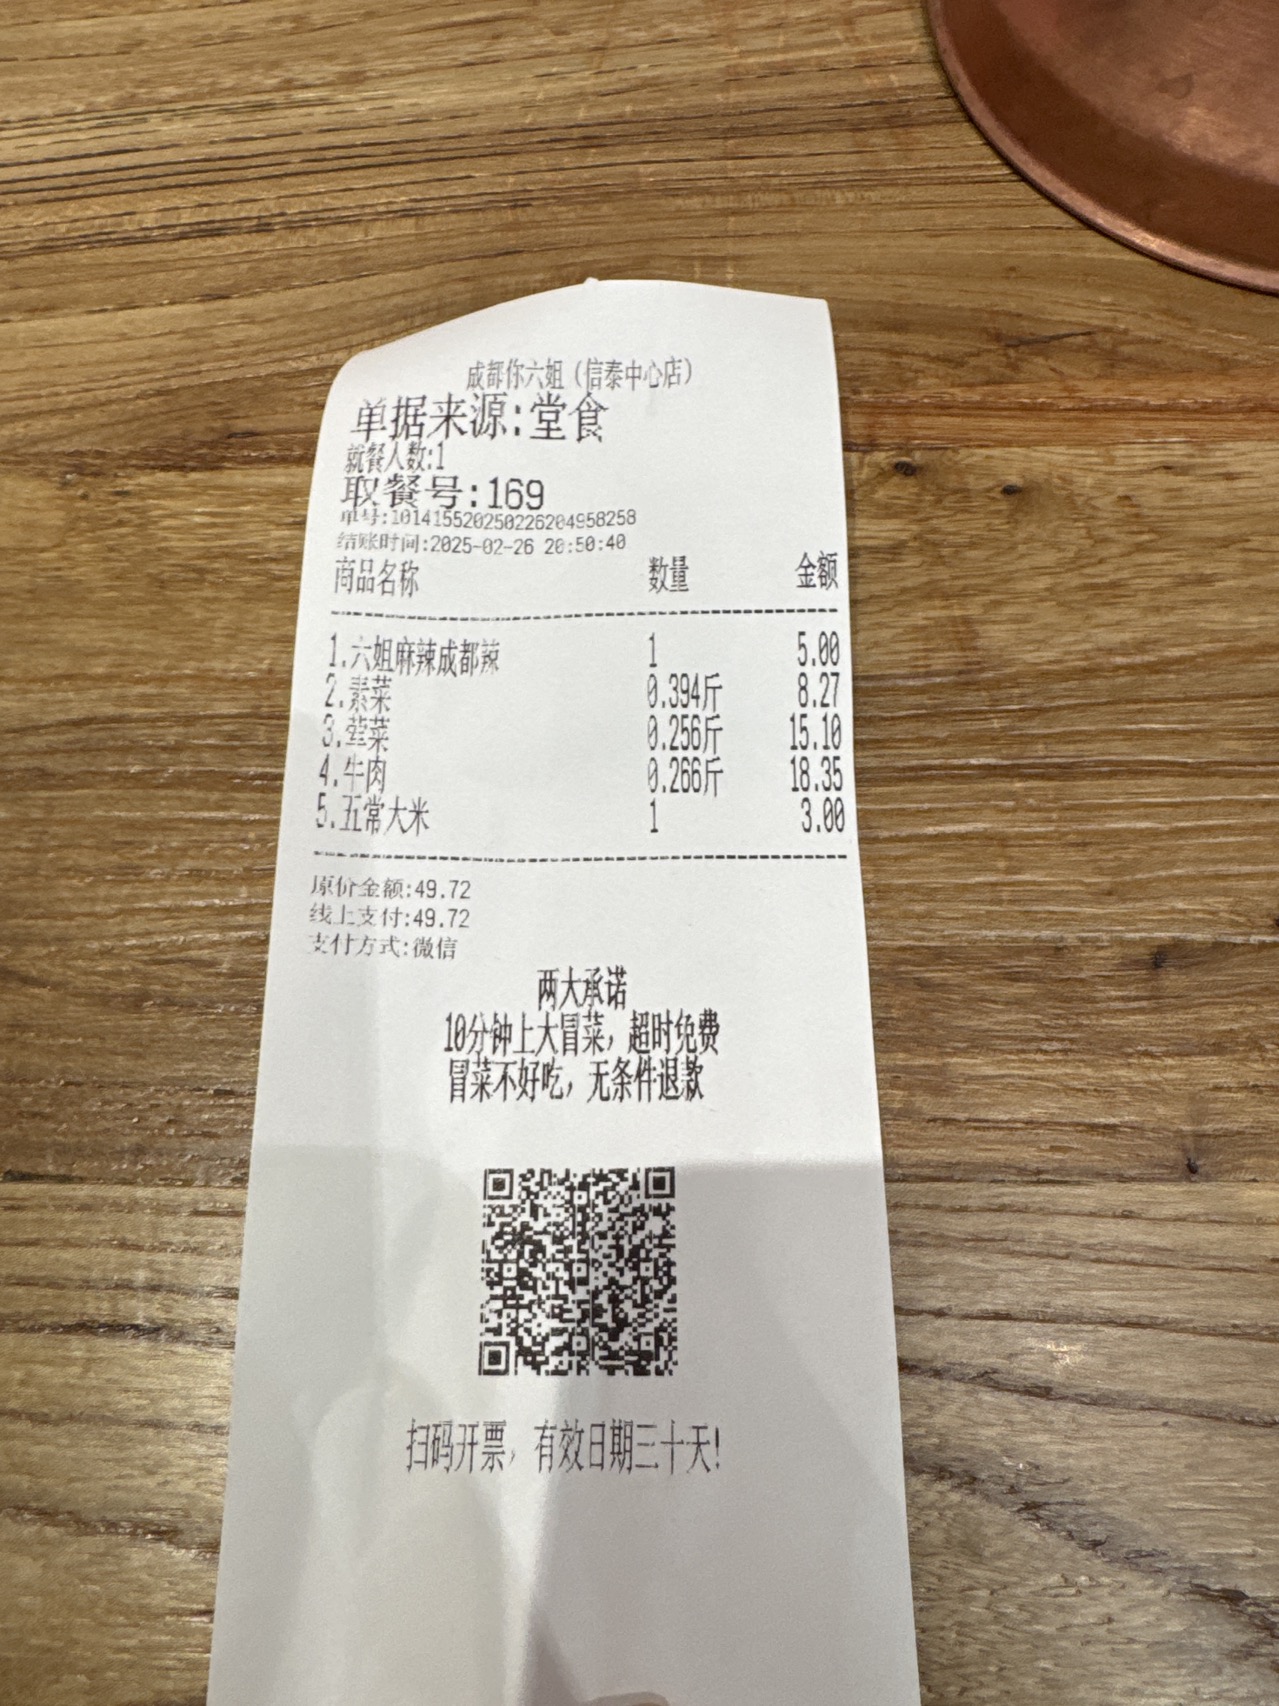 成都你六姐（信泰中心店）
单据来源:堂食
就餐人数:1
取餐号:169
单号:101415520250226204958258
结账时间:2025-02-26 20:50:40
商品名称 数量 金额
1.六姐麻辣成都辣 1 5.00
2.素菜 0.394斤 8.27
3.荤菜 0.256斤 15.10
4.牛肉 0.266斤 18.35
5.五常大米 1 3.00
原价金额:49.72
线上支付:49.72
支付方式:微信
两大承诺
10分钟上大冒菜，超时免费
冒菜不好吃，无条件退款
扫码开票，有效日期三十天!